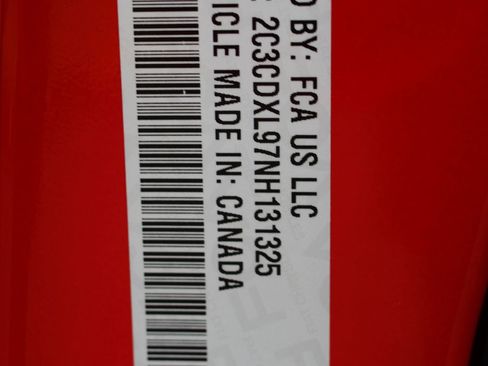 BY: FCA US LLC
2C3CDXL97NH131325
ICLE MADE IN: CANADA